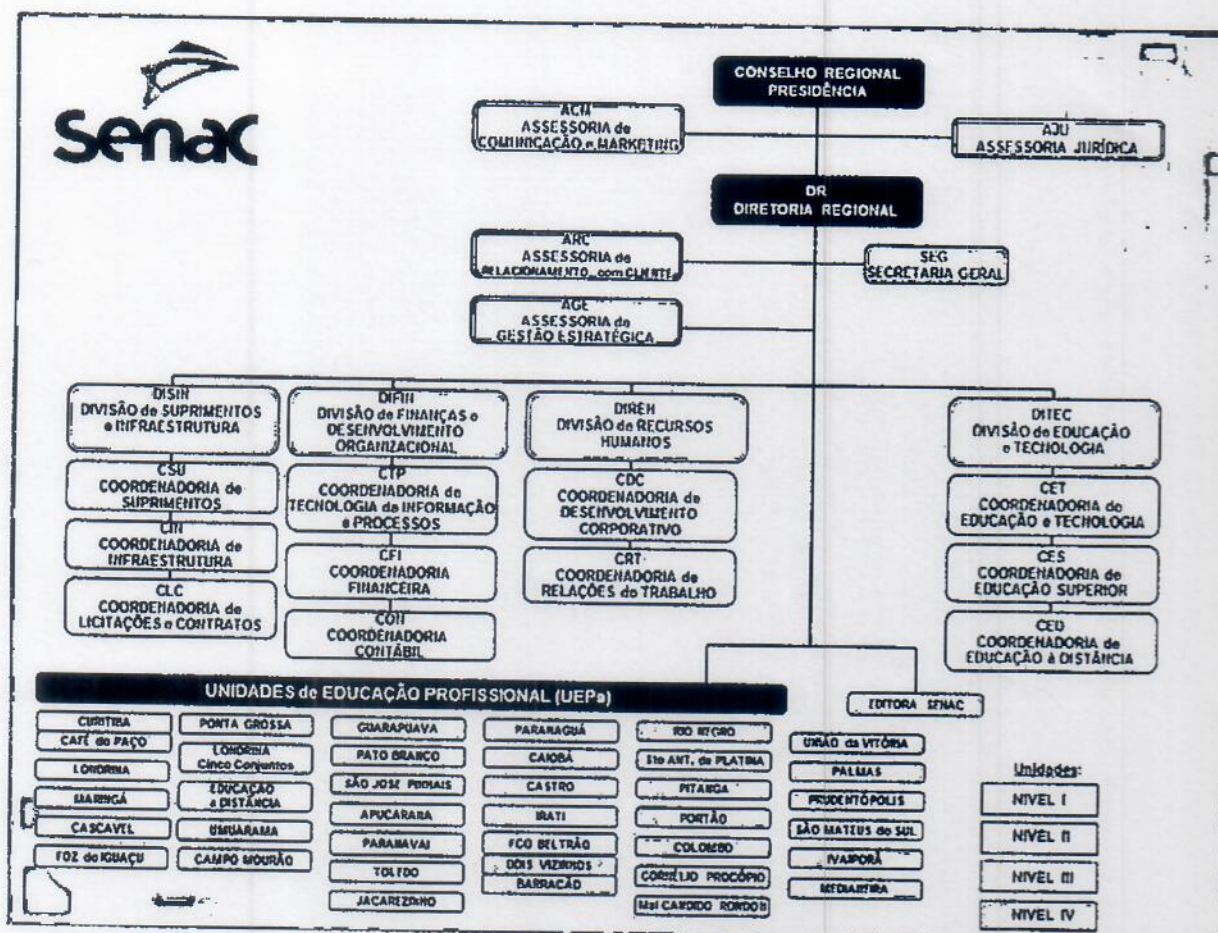 senac
CONSELHO REGIONAL
PRESIDÊNCIA
ACM
ASSESSORIA de
COMUNICAÇÃO e MARKETING
AJU
ASSESSORIA JURÍDICA
DR
DIRETORIA REGIONAL
ARC
ASSESSORIA de
RELACIONAMENTO com CLIENTE
SEG
SECRETARIA GERAL
AGE
ASSESSORIA de
GESTÃO ESTRATÉGICA
DISIN
DIVISÃO de SUPRIMENTOS
e INFRAESTRUTURA
CSU
COORDENADORIA de
SUPRIMENTOS
CIN
COORDENADORIA de
INFRAESTRUTURA
CLC
COORDENADORIA de
LICITAÇÕES e CONTRATOS
DIFIN
DIVISÃO de FINANÇAS e
DESENVOLVIMENTO
ORGANIZACIONAL
CTP
COORDENADORIA de
TECNOLOGIA da INFORMAÇÃO
e PROCESSOS
CFI
COORDENADORIA
FINANCEIRA
CON
COORDENADORIA
CONTÁBIL
DIREH
DIVISÃO de RECURSOS
HUMANOS
CDC
COORDENADORIA de
DESENVOLVIMENTO
CORPORATIVO
CRT
COORDENADORIA de
RELAÇÕES do TRABALHO
DITEC
DIVISÃO de EDUCAÇÃO
e TECNOLOGIA
CET
COORDENADORIA de
EDUCAÇÃO e TECNOLOGIA
CES
COORDENADORIA de
EDUCAÇÃO SUPERIOR
CED
COORDENADORIA de
EDUCAÇÃO à DISTÂNCIA
UNIDADES de EDUCAÇÃO PROFISSIONAL (UEPs)
EDITORA SENAC
CURITIBA
CAFÉ do PAÇO
LONDRINA
MARINGÁ
CASCAVEL
FOZ do IGUAÇU
PONTA GROSSA
LONDRINA
Cinco Conjuntos
EDUCAÇÃO
a DISTÂNCIA
UMUARAMA
CAMPO MOURÃO
GUARAPUAVA
PATO BRANCO
SÃO JOSÉ PINHAIS
APUCARANA
PARANAVAI
TOLEDO
JACAREZINHO
PARANAGUÁ
CAIOBÁ
CASTRO
IRATI
FCO BELTRÃO
DOIS VIZINHOS
BARRACÃO
RIO NEGRO
Sto ANT. da PLATINA
PITANGA
PORTÃO
COLOMBO
CORNÉLIO PROCÓPIO
Mal CANDIDO RONDON
UNIÃO da VITÓRIA
PALMAS
PRUDENTÓPOLIS
SÃO MATEUS do SUL
IVAIPORÃ
MEDIANEIRA
Unidades:
NIVEL I
NIVEL II
NIVEL III
NIVEL IV